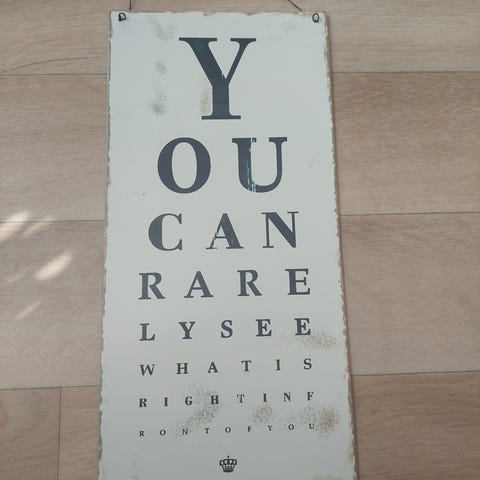 Y
OU
CAN
RARE
LYSEE
WHATIS
RIGHTINF
RONTOFYOU